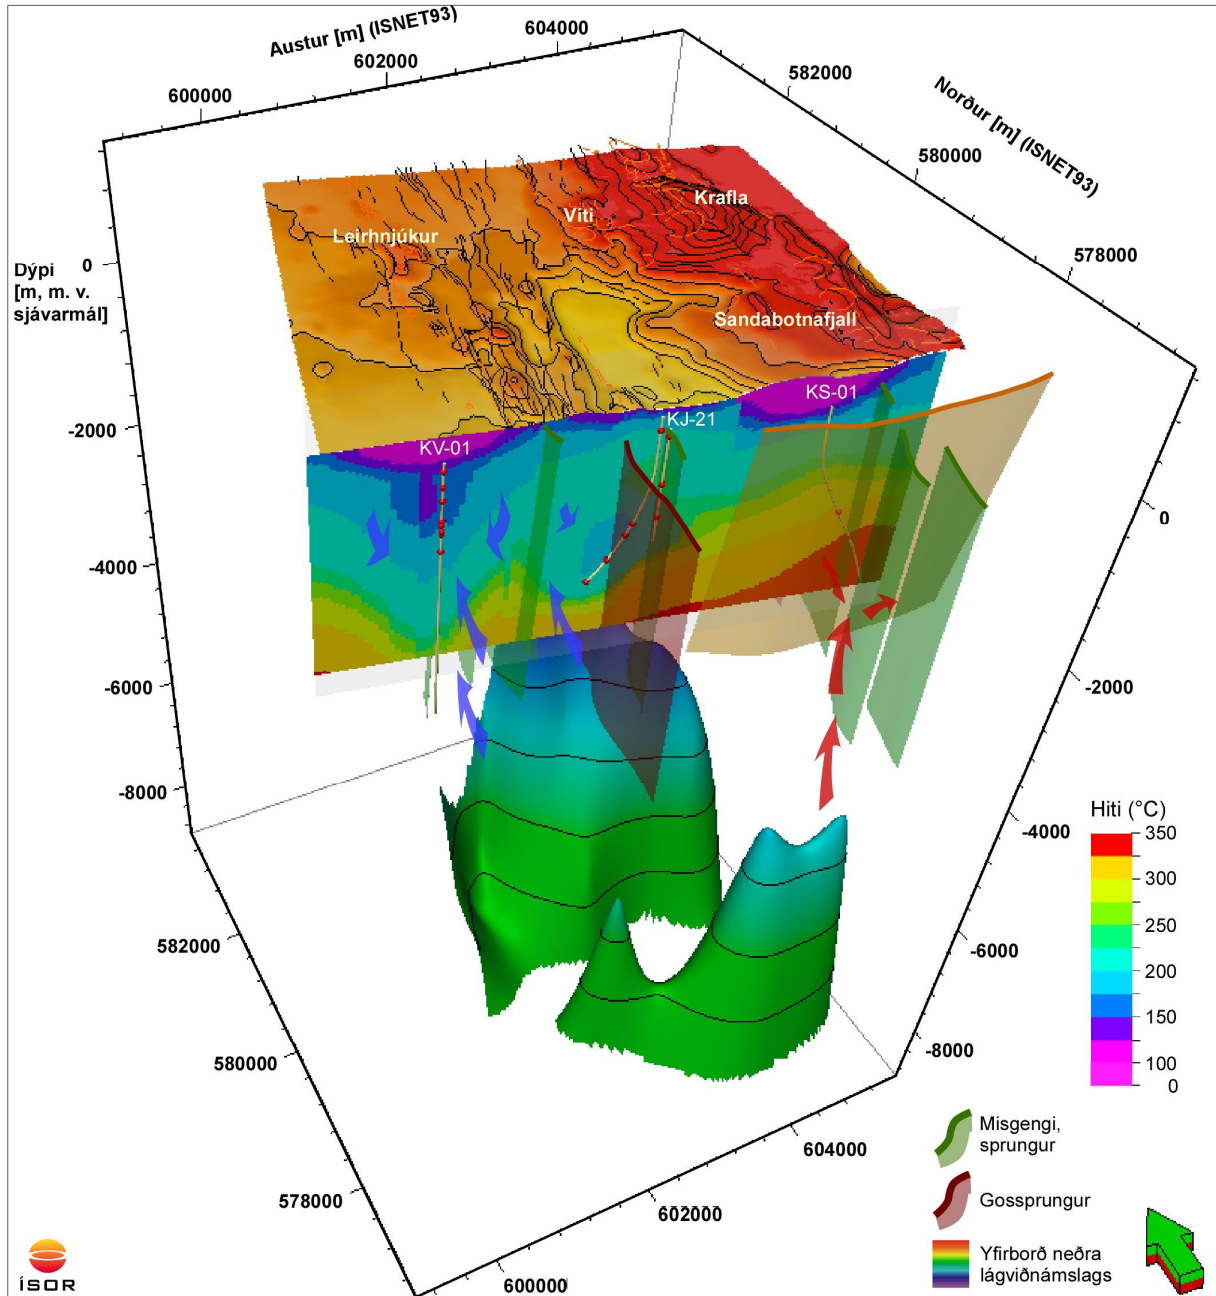 Austur [m] (ISNET93)
600000
602000
604000
Norður [m] (ISNET93)
582000
580000
578000
Krafla
Víti
Leirhnjúkur
Sandabotnafjall
Dýpi
[m, m. v.
sjávarmál]
0
-2000
-4000
-6000
-8000
KV-01
KJ-21
KS-01
0
-2000
-4000
-6000
-8000
582000
580000
578000
600000
602000
604000
Hiti (°C)
350
300
250
200
150
100
0
Misgengi,
sprungur
Gossprungur
Yfirborð neðra
lágviðnámslags
ÍSOR